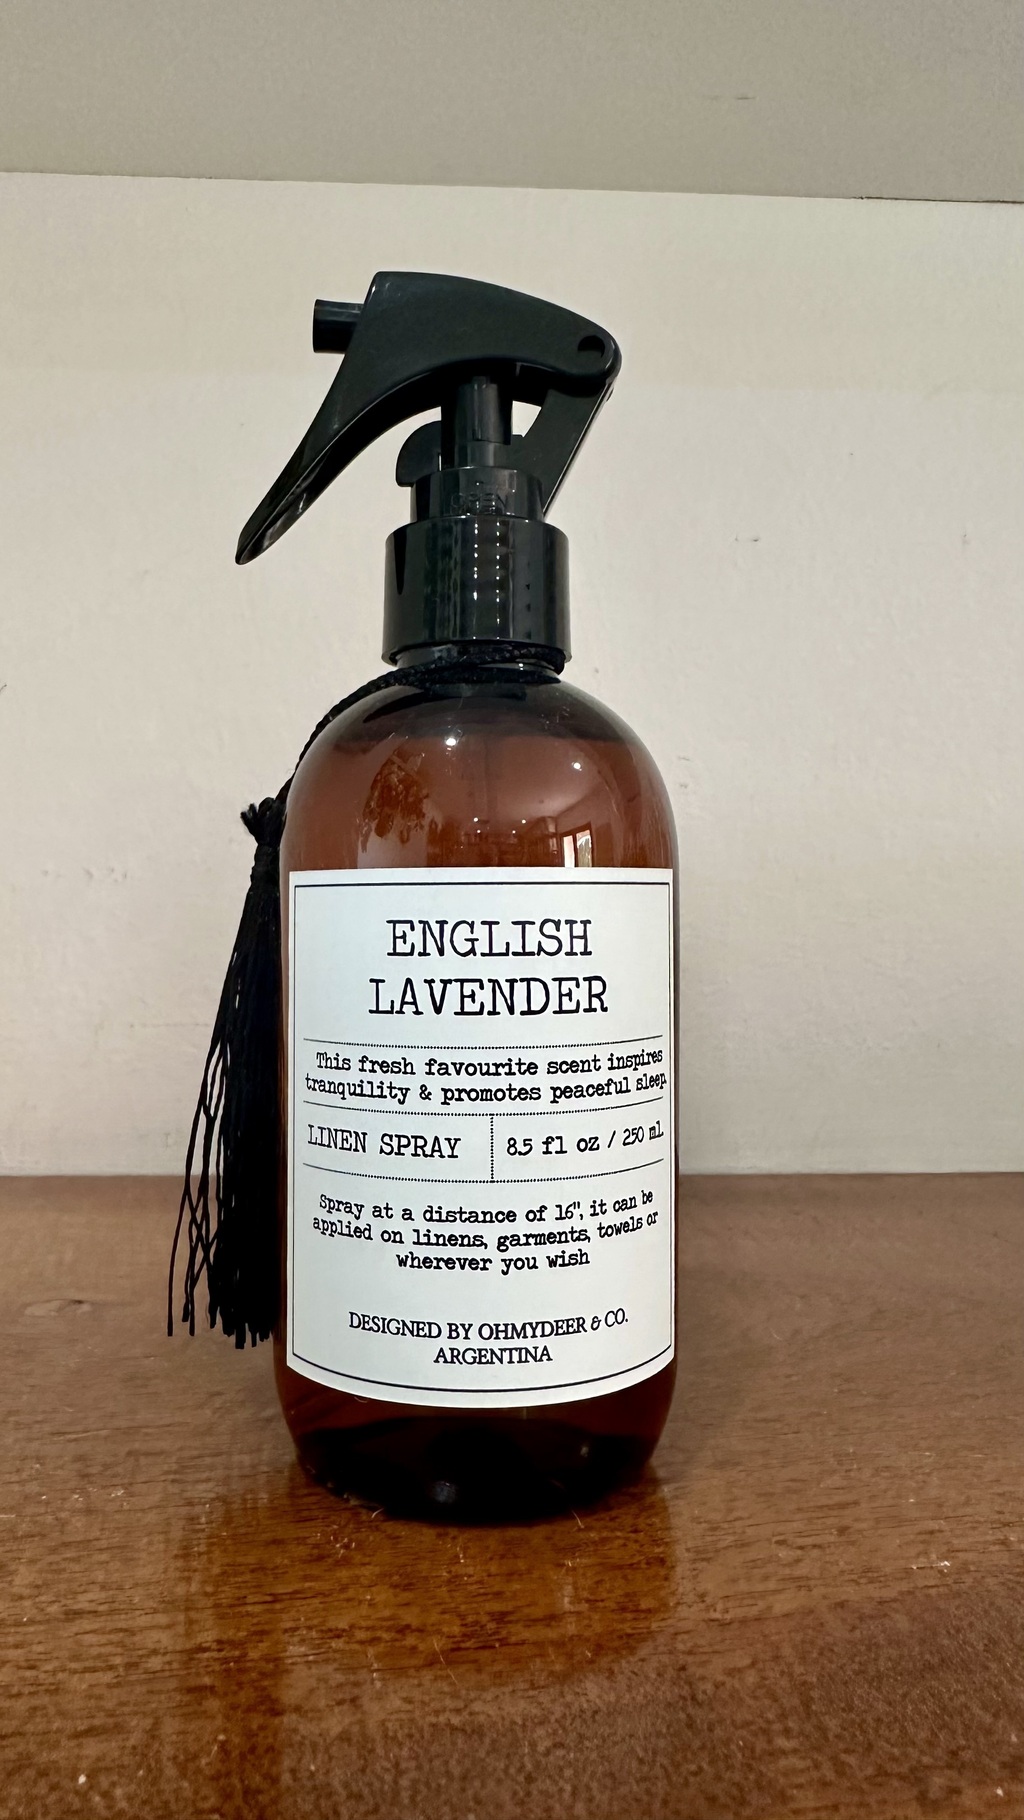 OPEN
ENGLISH
LAVENDER
This fresh favourite scent inspires
tranquility & promotes peaceful sleep.
LINEN SPRAY
8.5 fl oz / 250 ml
Spray at a distance of 16", it can be
applied on linens, garments, towels or
wherever you wish
DESIGNED BY OHMYDEER & CO.
ARGENTINA